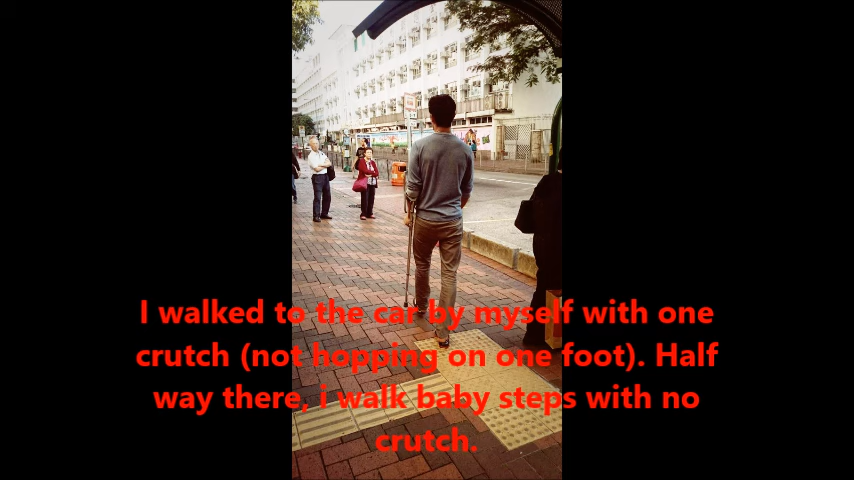 I walked to the car by myself with one
crutch (not hopping on one foot). Half
way there, i walk baby steps with no
crutch.